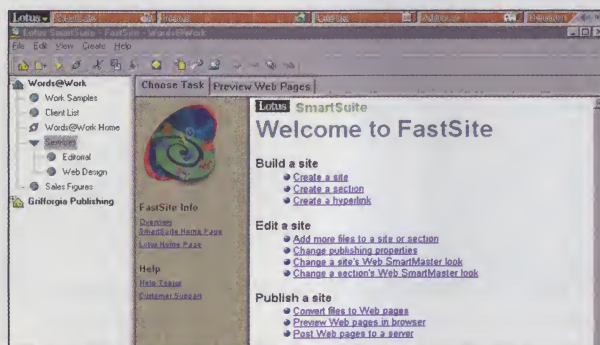 Lotus
Lotus SmartSuite - FastSite - Words@Work
File Edit View Create Help
Words@Work
Work Samples
Client List
Words@Work Home
Services
Editorial
Web Design
Sales Figures
Grifforgia Publishing
Choose Task
Preview Web Pages
FastSite Info
Overview
SmartSuite Home Page
Lotus Home Page
Help
Help Topics
Customer Support
Lotus SmartSuite
Welcome to FastSite
Build a site
Create a site
Create a section
Create a hyperlink
Edit a site
Add more files to a site or section
Change publishing properties
Change a site's Web SmartMaster look
Change a section's Web SmartMaster look
Publish a site
Convert files to Web pages
Preview Web pages in browser
Post Web pages to a server